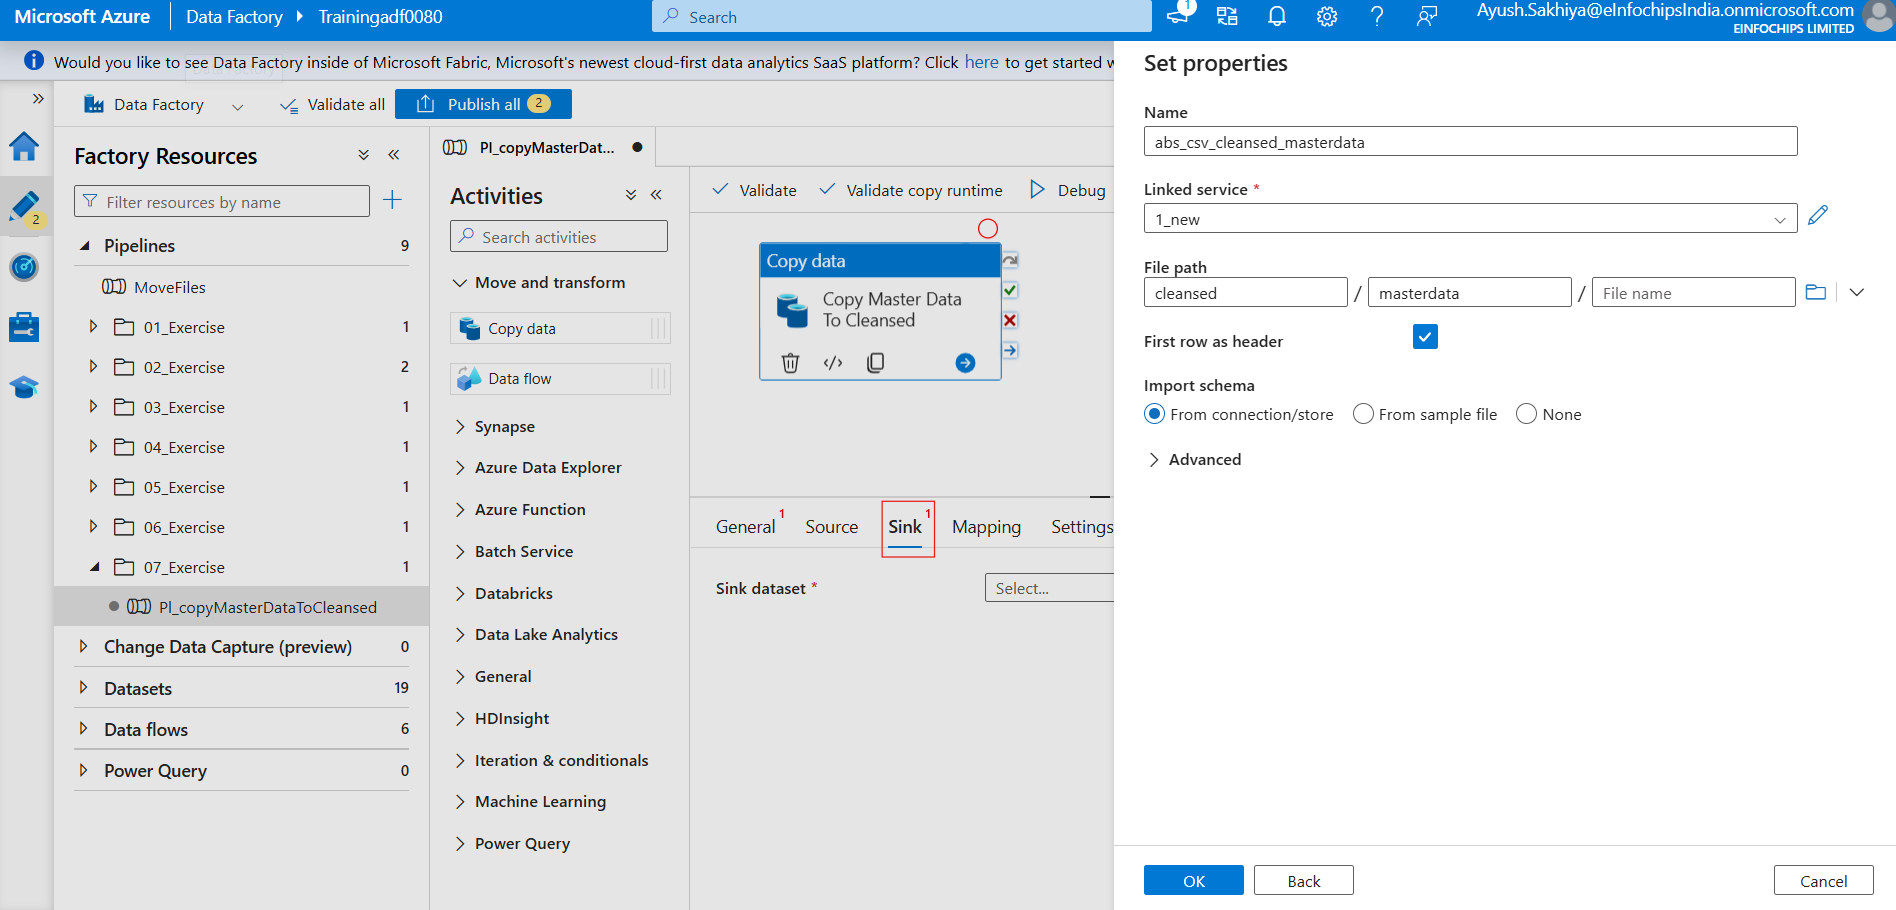 Microsoft Azure
Data Factory
Trainingadf0080
Search
1
Ayush.Sakhiya@eInfochipsIndia.onmicrosoft.com
EINFOCHIPS LIMITED
Would you like to see Data Factory inside of Microsoft Fabric, Microsoft's newest cloud-first data analytics SaaS platform? Click here to get started w
Data Factory
Validate all
Publish all 2
2
Factory Resources
Filter resources by name
Pipelines 9
MoveFiles
01_Exercise 1
02_Exercise 2
03_Exercise 1
04_Exercise 1
05_Exercise 1
06_Exercise 1
07_Exercise 1
Pl_copyMasterDataToCleansed
Change Data Capture (preview) 0
Datasets 19
Data flows 6
Power Query 0
Pl_copyMasterDat...
Activities
Search activities
Move and transform
Copy data
Data flow
Synapse
Azure Data Explorer
Azure Function
Batch Service
Databricks
Data Lake Analytics
General
HDInsight
Iteration & conditionals
Machine Learning
Power Query
Validate
Validate copy runtime
Debug
Copy data
Copy Master Data
To Cleansed
General 1
Source
Sink 1
Mapping
Settings
Sink dataset *
Select...
Set properties
Name
abs_csv_cleansed_masterdata
Linked service *
1_new
File path
cleansed / masterdata / File name
First row as header
Import schema
From connection/store
From sample file
None
Advanced
OK
Back
Cancel